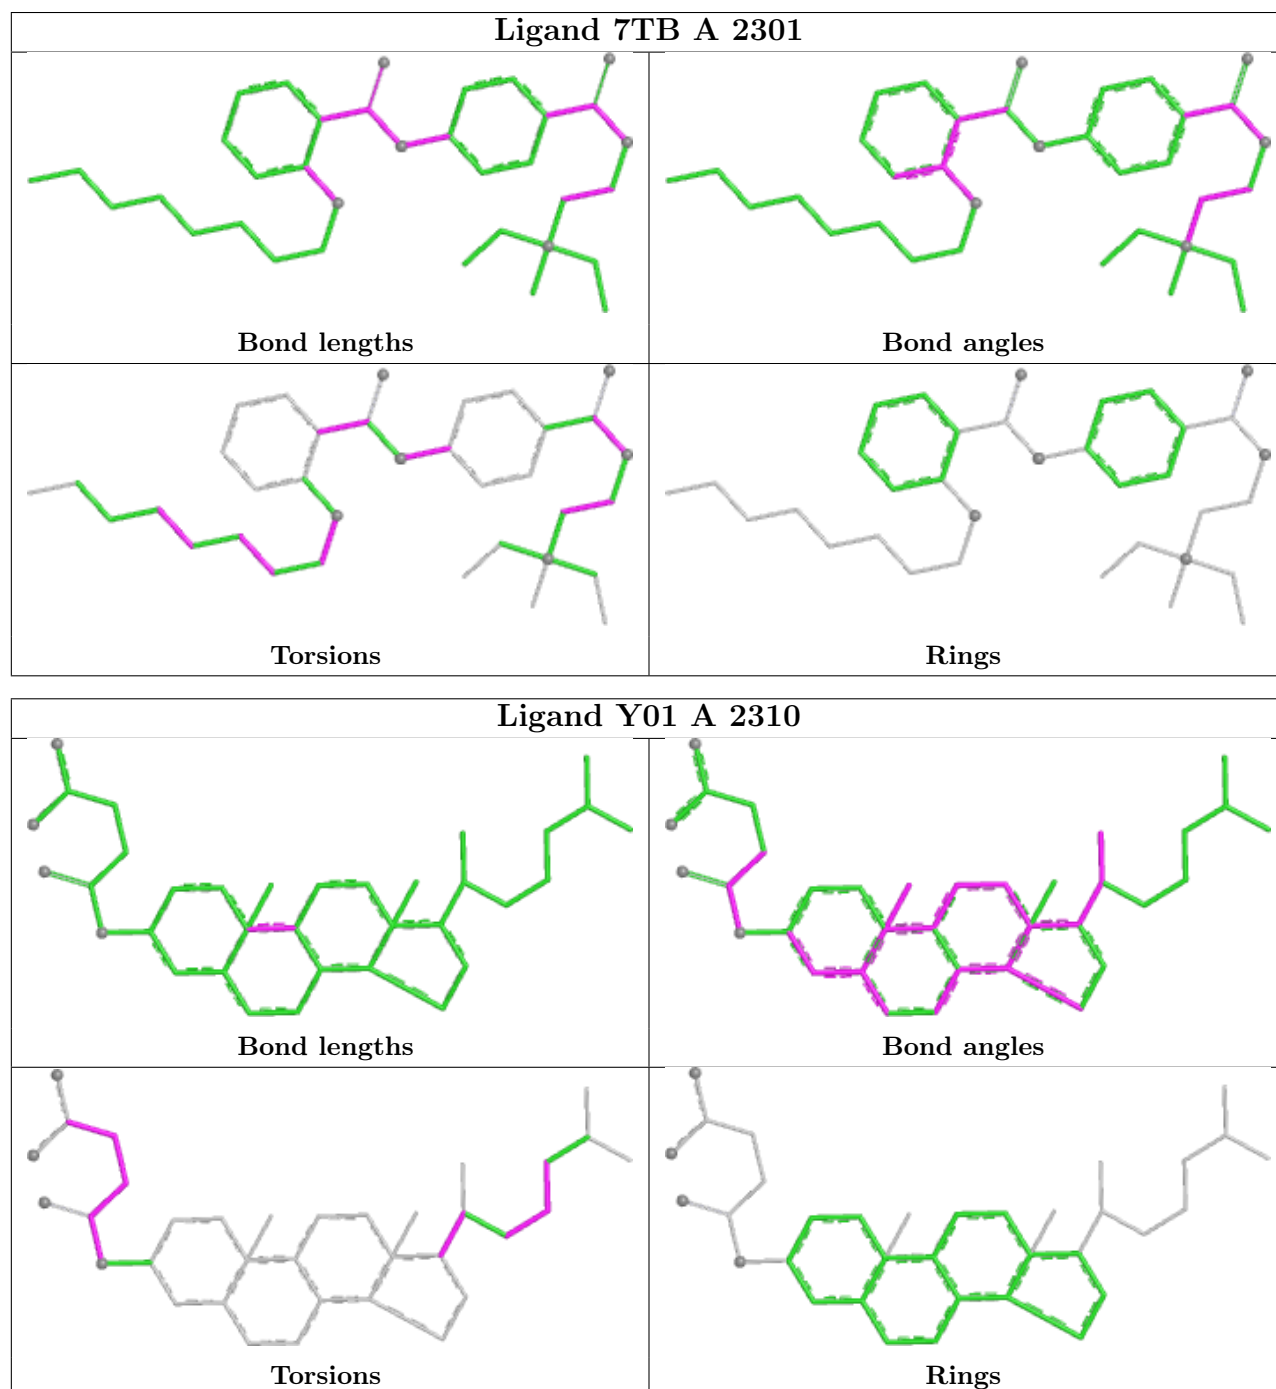 Ligand 7TB A 2301
Bond lengths
Bond angles
Torsions
Rings
Ligand Y01 A 2310
Bond lengths
Bond angles
Torsions
Rings